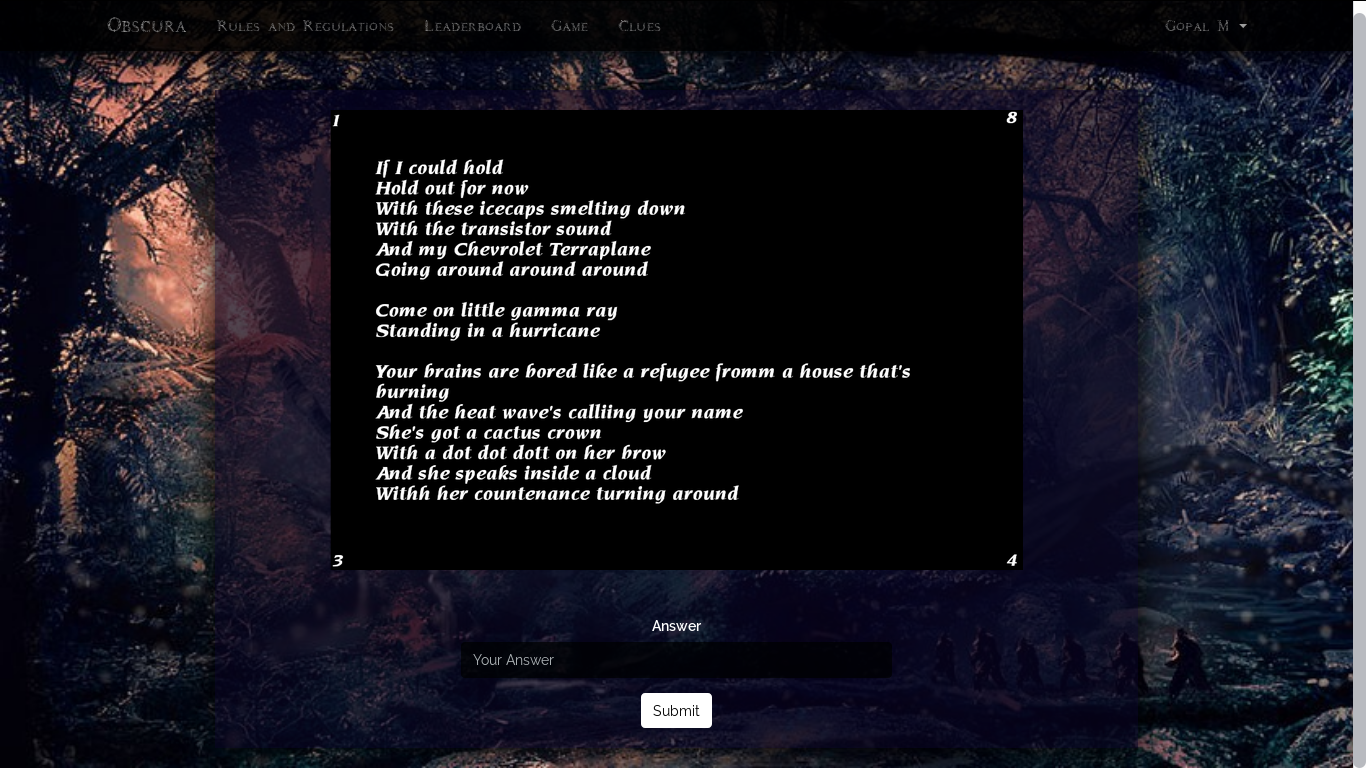 Obscura Rules and Regulations Leaderboard Game Clues Gopal M
1 8
If I could hold
Hold out for now
With these icecaps smelting down
With the transistor sound
And my Chevrolet Terraplane
Going around around around
Come on little gamma ray
Standing in a hurricane
Your brains are bored like a refugee fromm a house that's
burning
And the heat wave's calliing your name
She's got a cactus crown
With a dot dot dott on her brow
And she speaks inside a cloud
Withh her countenance turning around
3 4
Answer
Your Answer
Submit